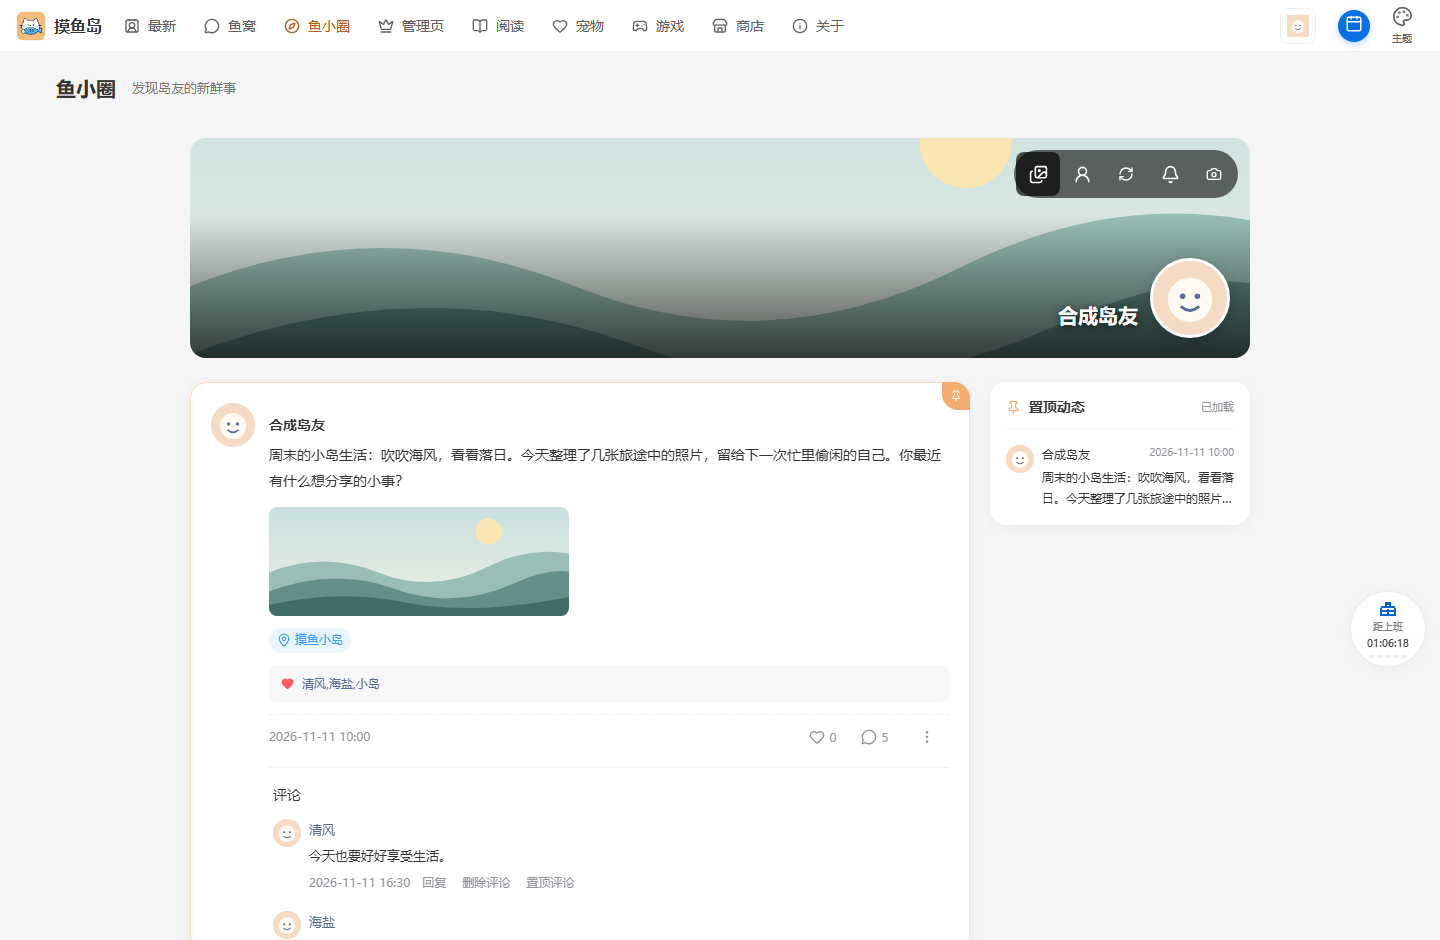 摸鱼岛
最新
鱼窝
鱼小圈
管理页
阅读
宠物
游戏
商店
关于
主题
鱼小圈
发现岛友的新鲜事
合成岛友
合成岛友
周末的小岛生活：吹吹海风，看看落日。今天整理了几张旅途中的照片，留给下一次忙里偷闲的自己。你最近
有什么想分享的小事？
摸鱼小岛
清风,海盐,小岛
2026-11-11 10:00
0
5
评论
清风
今天也要好好享受生活。
2026-11-11 16:30 回复 删除评论 置顶评论
海盐
置顶动态
已加载
合成岛友
2026-11-11 10:00
周末的小岛生活：吹吹海风，看看落
日。今天整理了几张旅途中的照片...
距上班
01:06:18